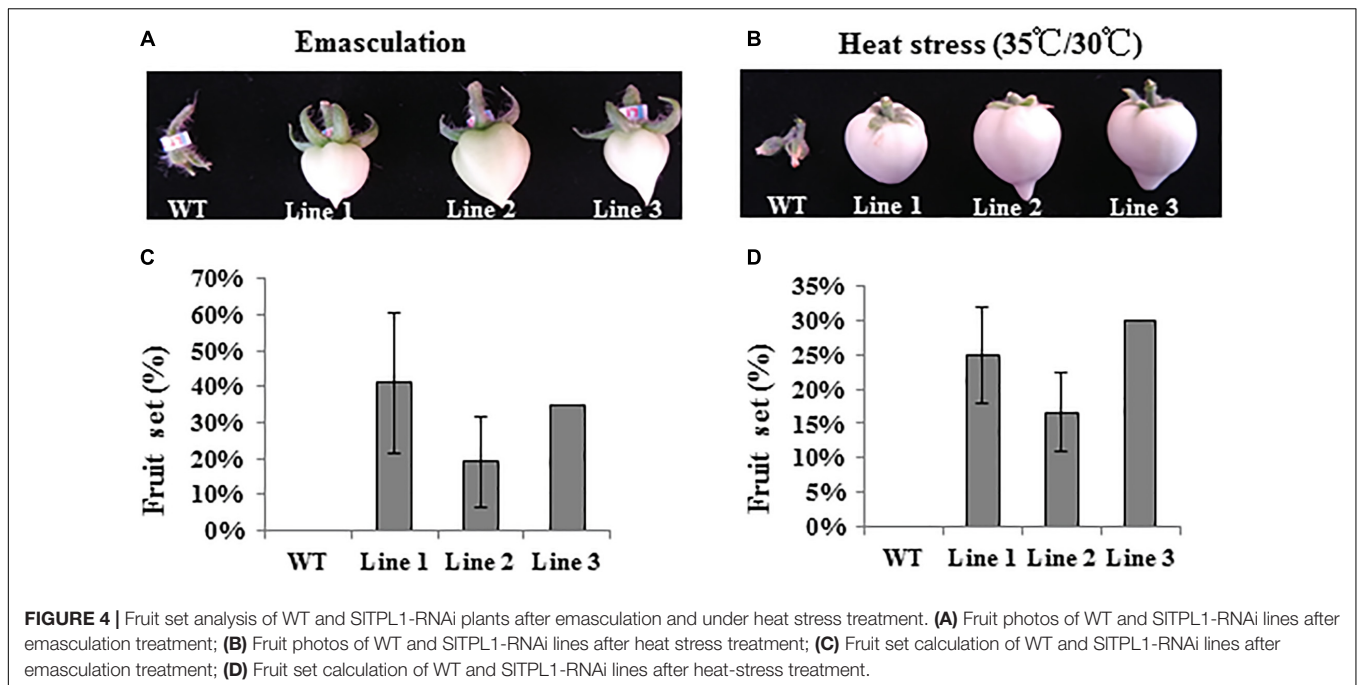 A Emasculation
WT Line 1 Line 2 Line 3
B Heat stress (35℃/30℃)
WT Line 1 Line 2 Line 3
C
Fruit set (%)
70%
60%
50%
40%
30%
20%
10%
0%
WT Line 1 Line 2 Line 3
D
Fruit set (%)
35%
30%
25%
20%
15%
10%
5%
0%
WT Line 1 Line 2 Line 3
FIGURE 4 | Fruit set analysis of WT and SlTPL1-RNAi plants after emasculation and under heat stress treatment. (A) Fruit photos of WT and SlTPL1-RNAi lines after
emasculation treatment; (B) Fruit photos of WT and SlTPL1-RNAi lines after heat stress treatment; (C) Fruit set calculation of WT and SlTPL1-RNAi lines after
emasculation treatment; (D) Fruit set calculation of WT and SlTPL1-RNAi lines after heat-stress treatment.